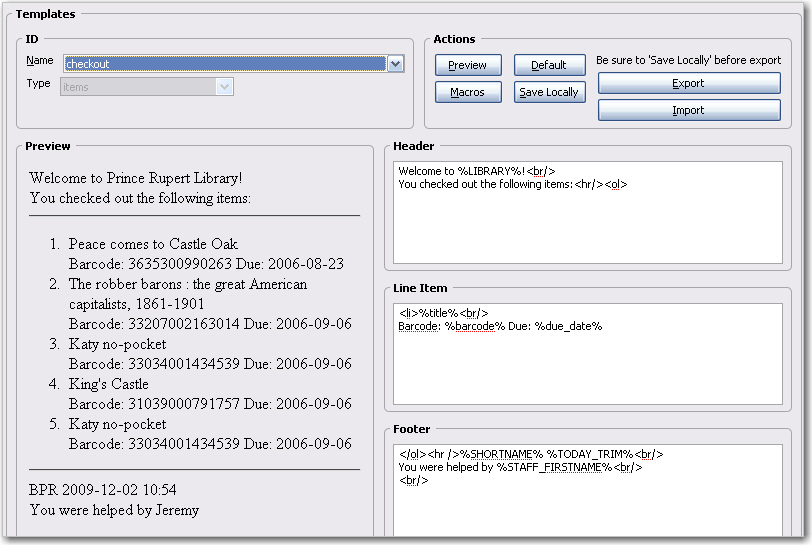 Templates
ID
Name checkout
Type items
Actions
Preview Default
Macros Save Locally
Be sure to 'Save Locally' before export
Export
Import
Preview
Welcome to Prince Rupert Library!
You checked out the following items:
1. Peace comes to Castle Oak
Barcode: 3635300990263 Due: 2006-08-23
2. The robber barons : the great American
capitalists, 1861-1901
Barcode: 33207002163014 Due: 2006-09-06
3. Katy no-pocket
Barcode: 33034001434539 Due: 2006-09-06
4. King's Castle
Barcode: 31039000791757 Due: 2006-09-06
5. Katy no-pocket
Barcode: 33034001434539 Due: 2006-09-06
BPR 2009-12-02 10:54
You were helped by Jeremy
Header
Welcome to %LIBRARY%!<br/>
You checked out the following items:<hr/><ol>
Line Item
<li>%title%<br/>
Barcode: %barcode% Due: %due_date%
Footer
</ol><hr />%SHORTNAME% %TODAY_TRIM%<br/>
You were helped by %STAFF_FIRSTNAME%<br/>
<br/>